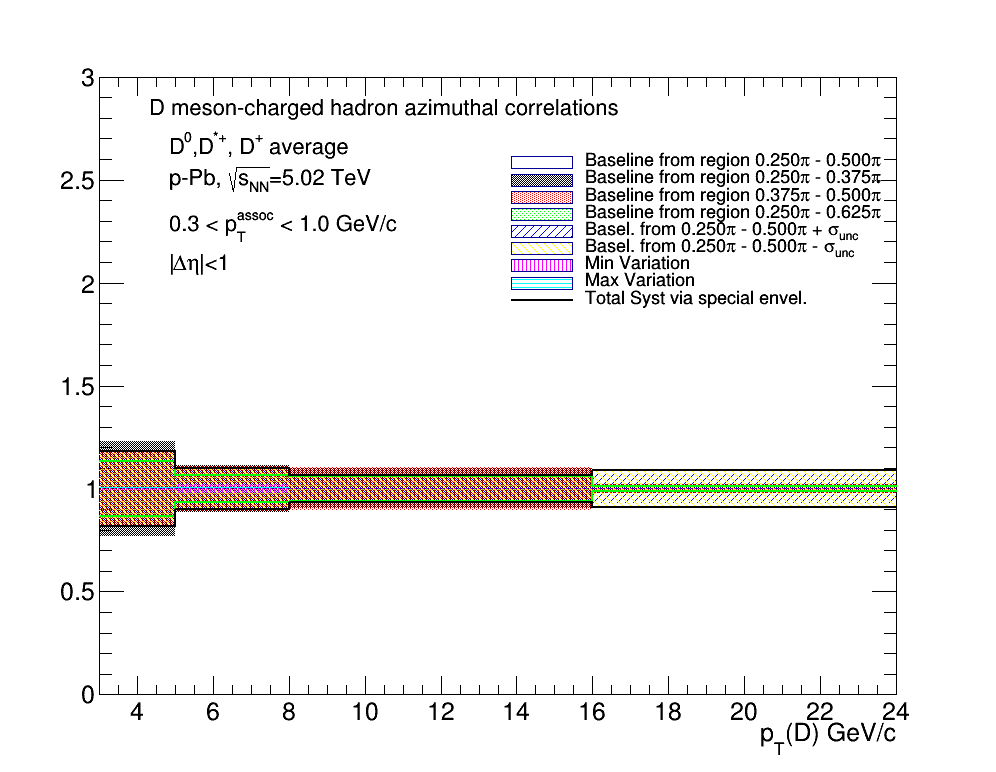 D meson-charged hadron azimuthal correlations
D⁰,D*⁺, D⁺ average
p-Pb, √sNN=5.02 TeV
0.3 < pTassoc < 1.0 GeV/c
|Δη|<1
Baseline from region 0.250π - 0.500π
Baseline from region 0.250π - 0.375π
Baseline from region 0.375π - 0.500π
Baseline from region 0.250π - 0.625π
Basel. from 0.250π - 0.500π + σunc
Basel. from 0.250π - 0.500π - σunc
Min Variation
Max Variation
Total Syst via special envel.
3
2.5
2
1.5
1
0.5
0
4 6 8 10 12 14 16 18 20 22 24
pT(D) GeV/c